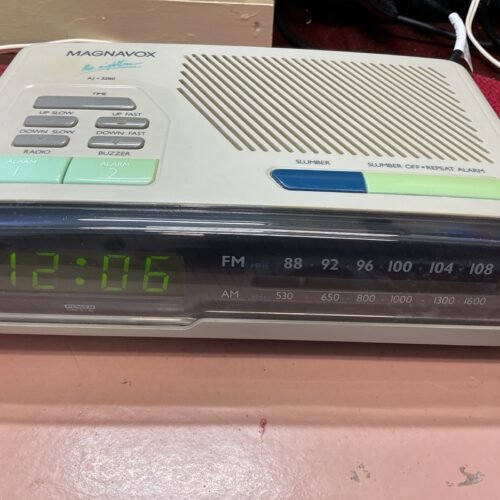 MAGNAVOX
AJ-3280
TIME
UP SLOW UP FAST
DOWN SLOW DOWN FAST
RADIO BUZZER
ALARM 1 ALARM 2
SLUMBER SLUMBER OFF • REPEAT ALARM
12:06
FM MHz 88 · 92 · 96 · 100 · 104 · 108
AM 530 · 650 · 800 · 1000 · 1300 · 1600
POWER